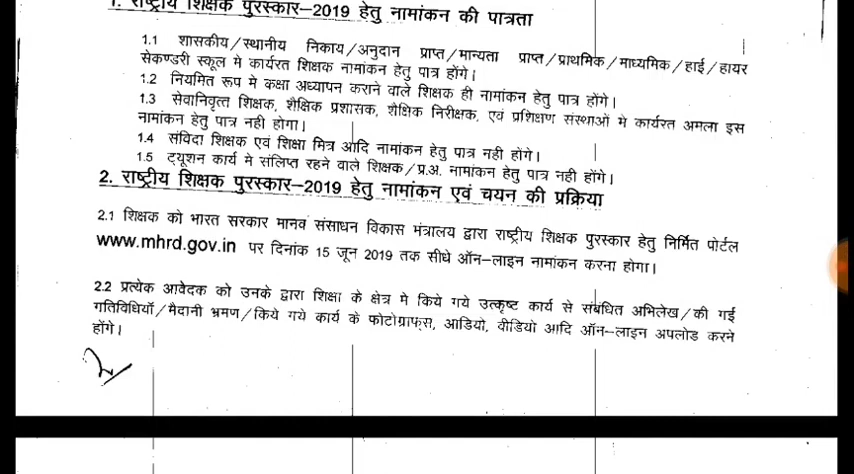 1. राष्ट्रीय शिक्षक पुरस्कार–2019 हेतु नामांकन की पात्रता
1.1 शासकीय/स्थानीय निकाय/अनुदान प्राप्त/मान्यता प्राप्त/प्राथमिक/माध्यमिक/हाई/हायर
सेकण्डरी स्कूल मे कार्यरत शिक्षक नामांकन हेतु पात्र होंगे।
1.2 नियमित रूप मे कक्षा अध्यापन कराने वाले शिक्षक ही नामांकन हेतु पात्र होंगे।
1.3 सेवानिवृत्त शिक्षक, शैक्षिक प्रशासक, शैक्षिक निरीक्षक, एवं प्रशिक्षण संस्थाओं मे कार्यरत अमला इस
नामांकन हेतु पात्र नही होगा।
1.4 संविदा शिक्षक एवं शिक्षा मित्र आदि नामांकन हेतु पात्र नही होंगे।
1.5 ट्यूशन कार्य मे संलिप्त रहने वाले शिक्षक/प्र.अ. नामांकन हेतु पात्र नही होंगे।
2. राष्ट्रीय शिक्षक पुरस्कार–2019 हेतु नामांकन एवं चयन की प्रक्रिया
2.1 शिक्षक को भारत सरकार मानव संसाधन विकास मंत्रालय द्वारा राष्ट्रीय शिक्षक पुरस्कार हेतु निर्मित पोर्टल
www.mhrd.gov.in पर दिनांक 15 जून 2019 तक सीधे ऑन–लाइन नामांकन करना होगा।
2.2 प्रत्येक आवेदक को उनके द्वारा शिक्षा के क्षेत्र मे किये गये उत्कृष्ट कार्य से संबंधित अभिलेख/की गई
गतिविधियॉ/मैदानी भ्रमण/किये गये कार्य के फोटोग्राफ्स, आडियो, वीडियो आदि ऑन–लाइन अपलोड करने
होंगे।